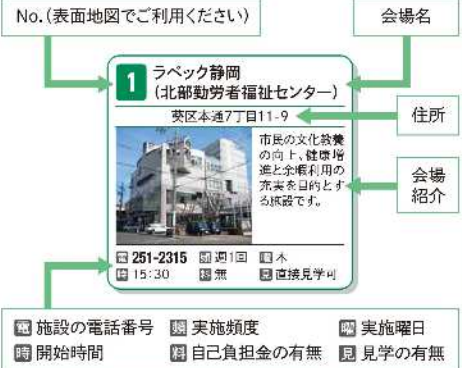 No.（表面地図でご利用ください）
会場名
1
ラペック静岡
（北部勤労者福祉センター）
葵区本通7丁目11-9
住所
市民の文化教養
の向上、健康増
進と余暇利用の
充実を目的とす
る施設です。
会場
紹介
電 251-2315 頻 週1回 曜 木
時 15:30 料 無 見 直接見学可
電 施設の電話番号 頻 実施頻度 曜 実施曜日
時 開始時間 料 自己負担金の有無 見 見学の有無